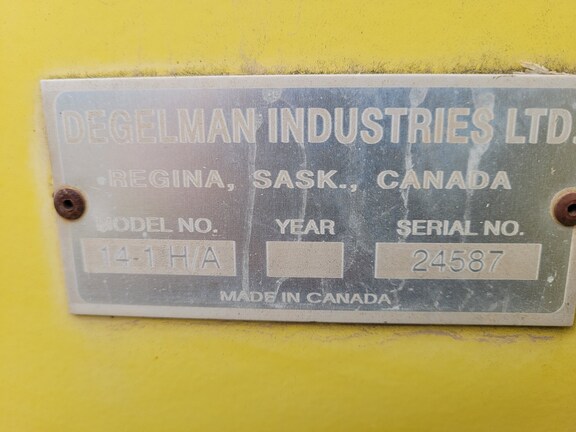 DEGELMAN INDUSTRIES LTD.
REGINA, SASK., CANADA
MODEL NO. YEAR SERIAL NO.
14-1 H/A 24587
MADE IN CANADA